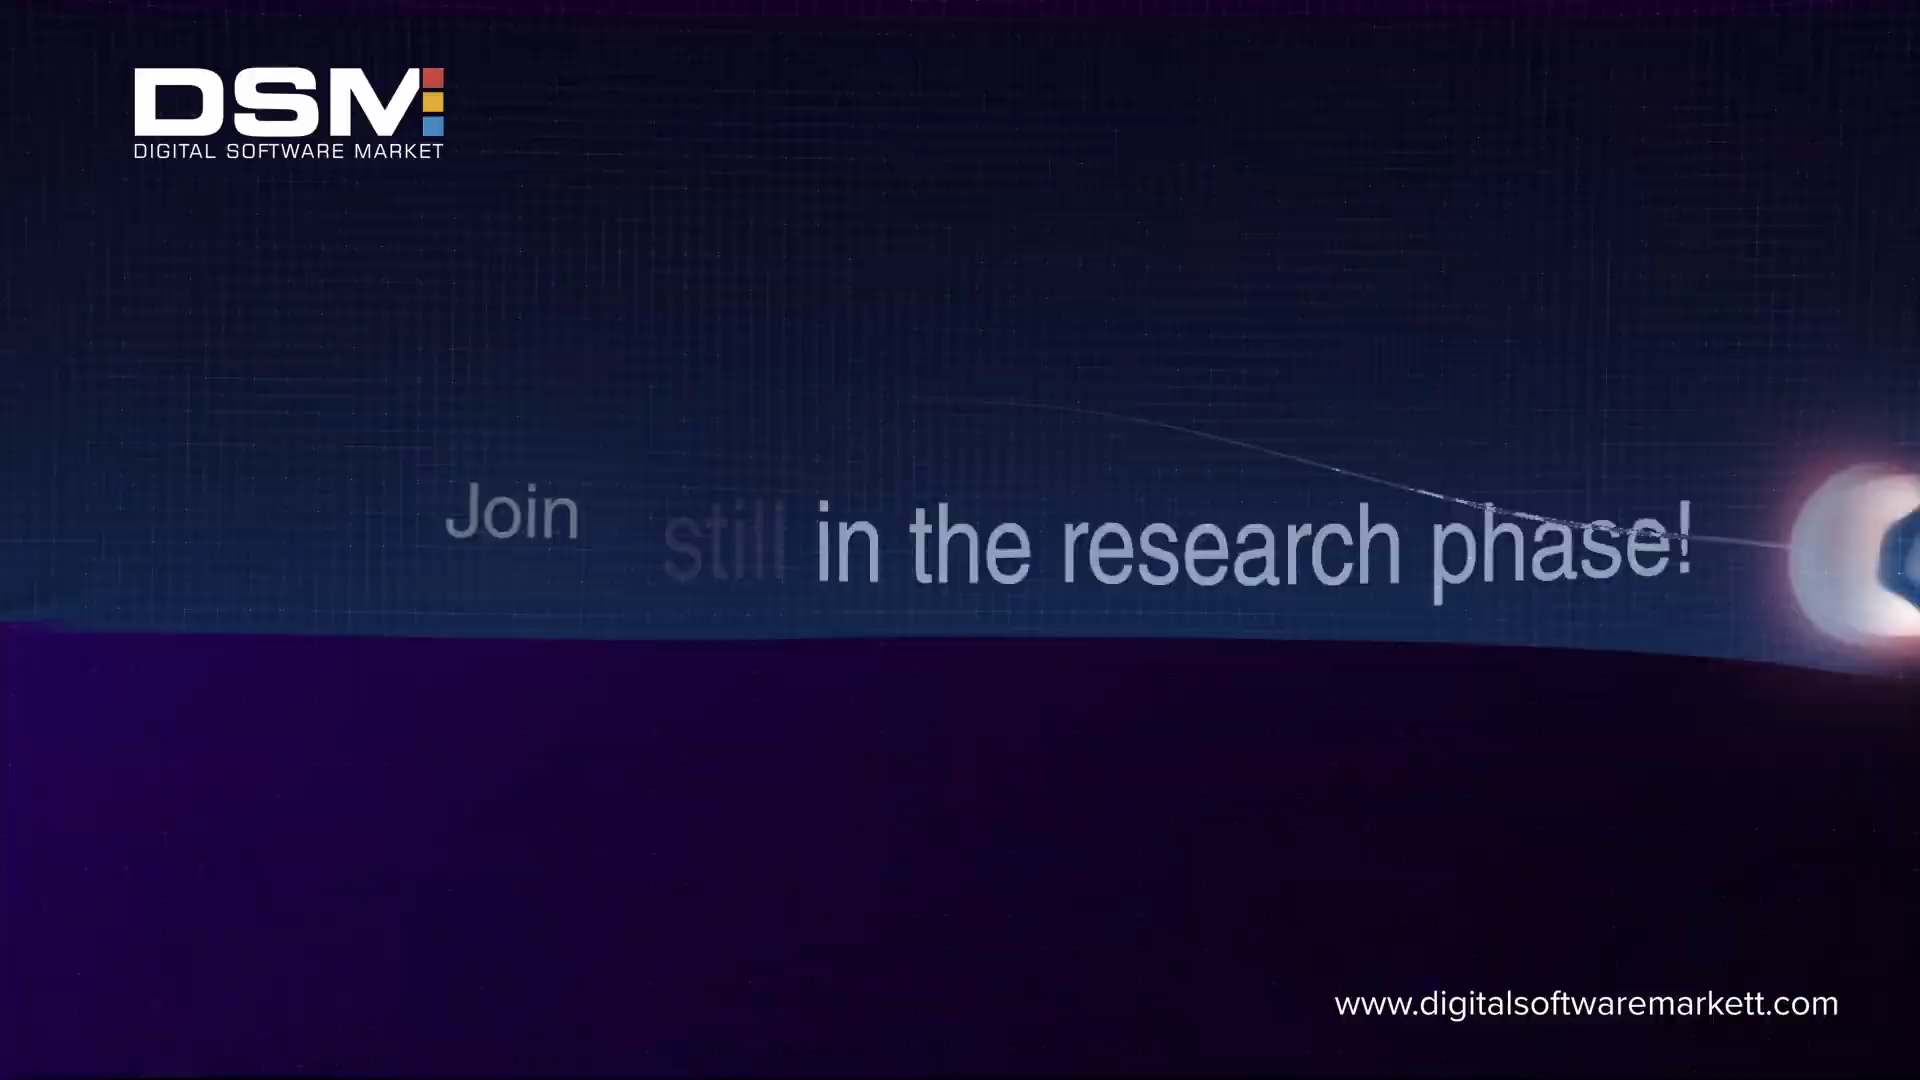 DSM
DIGITAL SOFTWARE MARKET
Join
still in the research phase!
www.digitalsoftwaremarkett.com